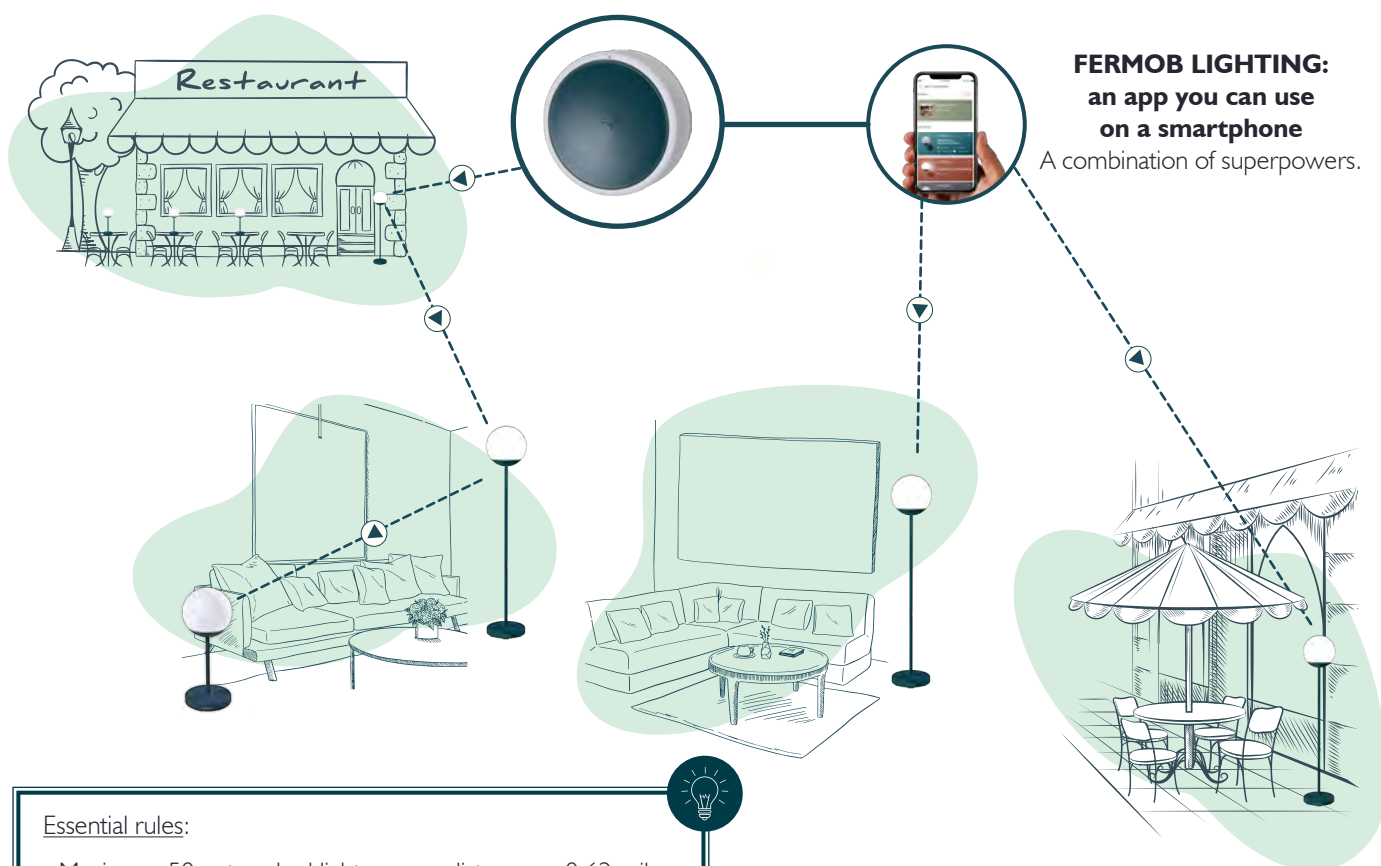 Restaurant
FERMOB LIGHTING:
an app you can use
on a smartphone
A combination of superpowers.
Essential rules: